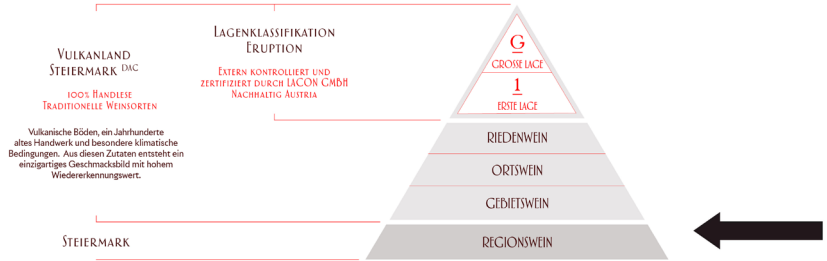 Vulkanland
Steiermark DAC
100% Handlese
Traditionelle Weinsorten
Vulkanische Böden, ein Jahrhunderte
altes Handwerk und besondere klimatische
Bedingungen. Aus diesen Zutaten entsteht ein
einzigartiges Geschmacksbild mit hohem
Wiedererkennungswert.
Lagenklassifikation
Eruption
Extern kontrolliert und
zertifiziert durch LACON GMBH
Nachhaltig Austria
G
GROSSE LAGE
1
ERSTE LAGE
RIEDENWEIN
ORTSWEIN
GEBIETSWEIN
Steiermark
REGIONSWEIN